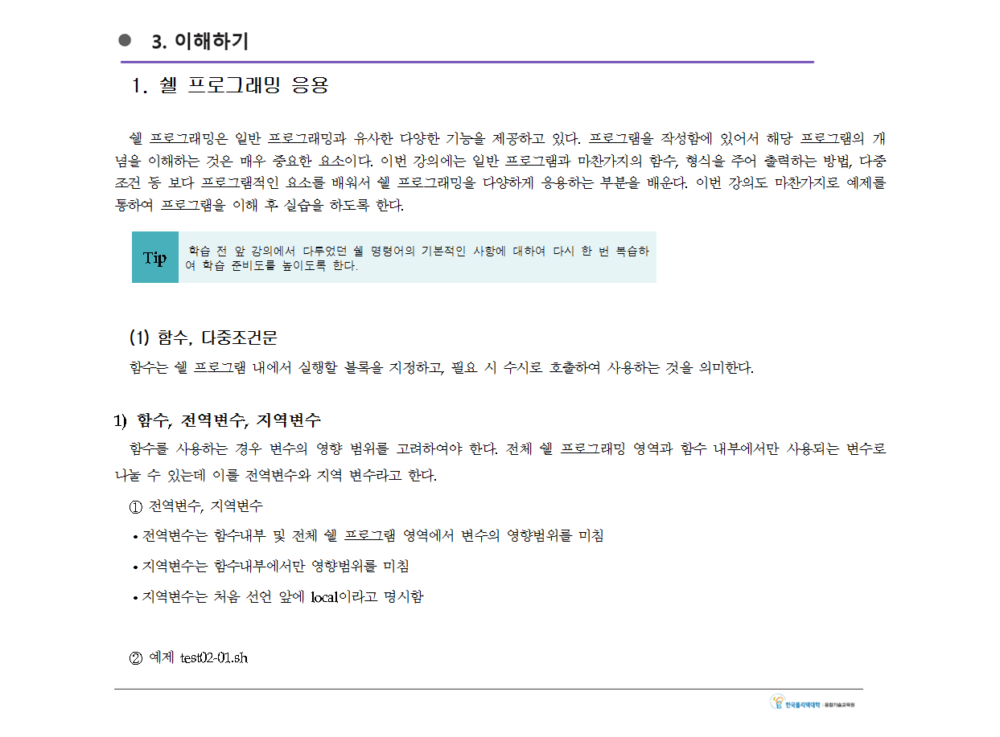 ● 3. 이해하기
1. 쉘 프로그래밍 응용
쉘 프로그래밍은 일반 프로그래밍과 유사한 다양한 기능을 제공하고 있다. 프로그램을 작성함에 있어서 해당 프로그램의 개
념을 이해하는 것은 매우 중요한 요소이다. 이번 강의에는 일반 프로그램과 마찬가지의 함수, 형식을 주어 출력하는 방법, 다중
조건 등 보다 프로그램적인 요소를 배워서 쉘 프로그래밍을 다양하게 응용하는 부분을 배운다. 이번 강의도 마찬가지로 예제를
통하여 프로그램을 이해 후 실습을 하도록 한다.
Tip
학습 전 앞 강의에서 다루었던 쉘 명령어의 기본적인 사항에 대하여 다시 한 번 복습하
여 학습 준비도를 높이도록 한다.
(1) 함수, 다중조건문
함수는 쉘 프로그램 내에서 실행할 블록을 지정하고, 필요 시 수시로 호출하여 사용하는 것을 의미한다.
1) 함수, 전역변수, 지역변수
함수를 사용하는 경우 변수의 영향 범위를 고려하여야 한다. 전체 쉘 프로그래밍 영역과 함수 내부에서만 사용되는 변수로
나눌 수 있는데 이를 전역변수와 지역 변수라고 한다.
① 전역변수, 지역변수
• 전역변수는 함수내부 및 전체 쉘 프로그램 영역에서 변수의 영향범위를 미침
• 지역변수는 함수내부에서만 영향범위를 미침
• 지역변수는 처음 선언 앞에 local이라고 명시함
② 예제 test02-01.sh
한국폴리텍대학 | 융합기술교육원